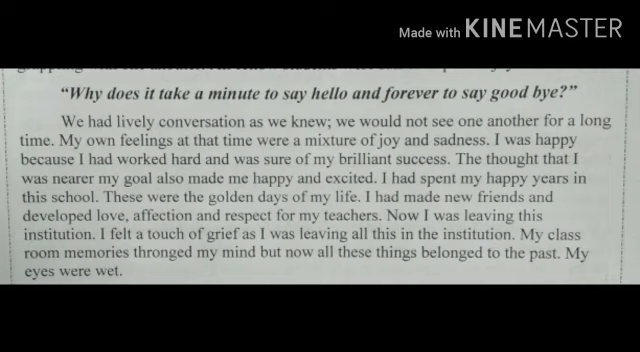 Made with KINEMASTER
“Why does it take a minute to say hello and forever to say good bye?”
We had lively conversation as we knew; we would not see one another for a long
time. My own feelings at that time were a mixture of joy and sadness. I was happy
because I had worked hard and was sure of my brilliant success. The thought that I
was nearer my goal also made me happy and excited. I had spent my happy years in
this school. These were the golden days of my life. I had made new friends and
developed love, affection and respect for my teachers. Now I was leaving this
institution. I felt a touch of grief as I was leaving all this in the institution. My class
room memories thronged my mind but now all these things belonged to the past. My
eyes were wet.